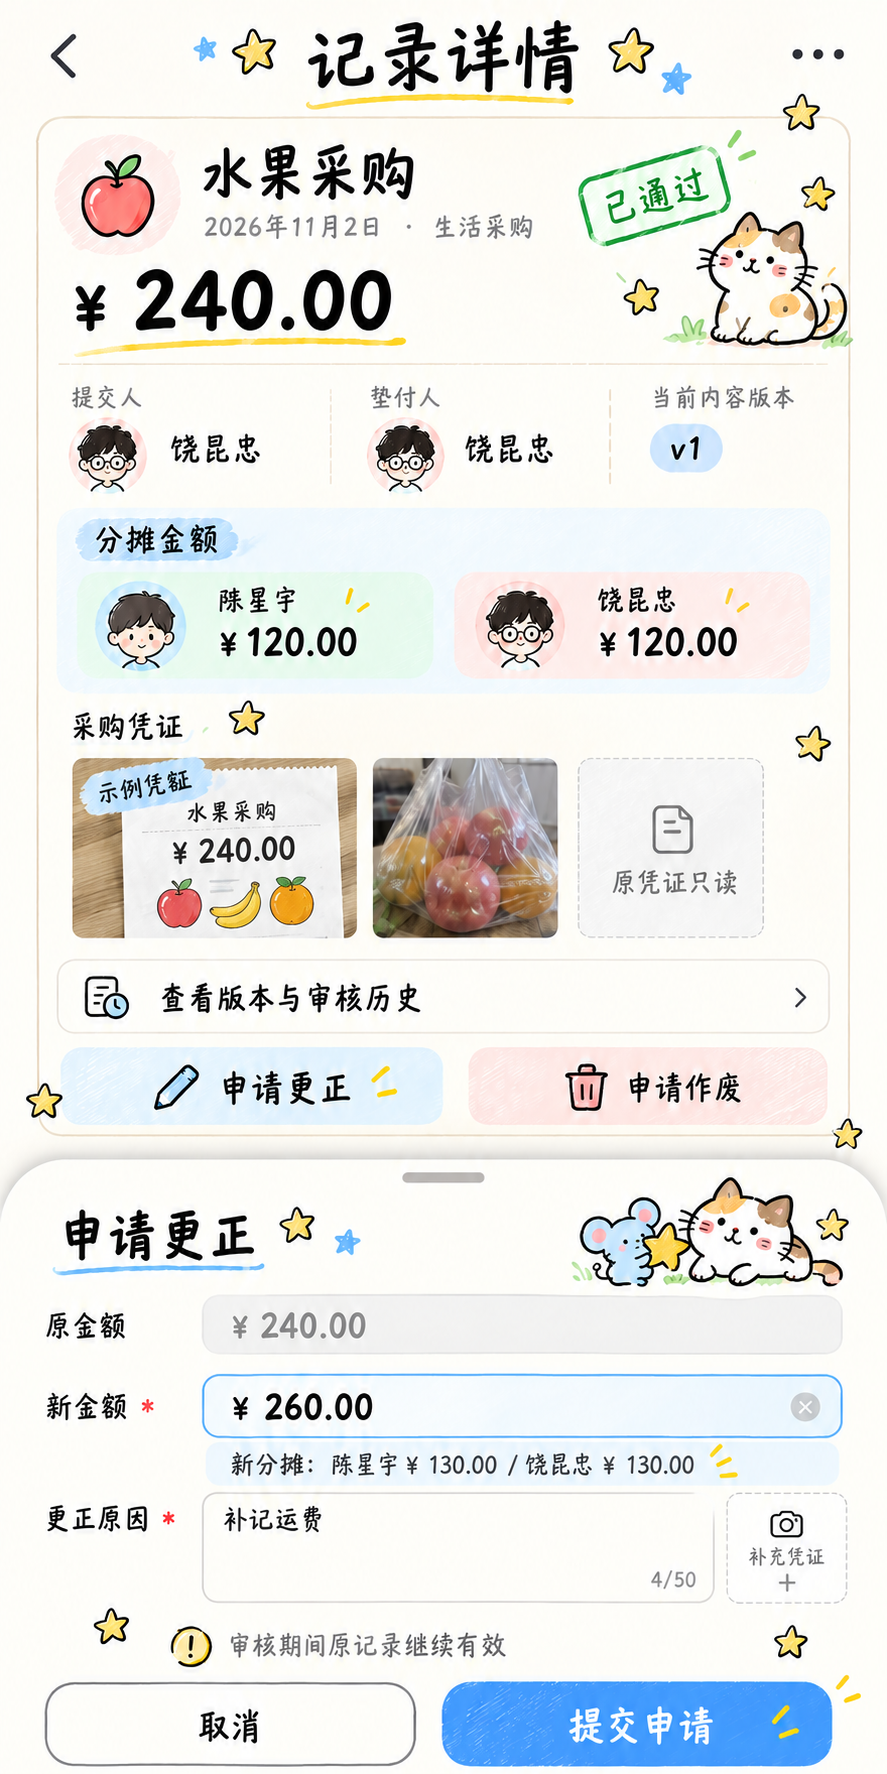 记录详情
水果采购
2026年11月2日 · 生活采购
已通过
¥ 240.00
提交人
饶昆忠
垫付人
饶昆忠
当前内容版本
v1
分摊金额
陈星宇
¥ 120.00
饶昆忠
¥ 120.00
采购凭证
示例凭证
水果采购
¥ 240.00
原凭证只读
查看版本与审核历史
申请更正
申请作废
申请更正
原金额
¥ 240.00
新金额 *
¥ 260.00
新分摊：陈星宇 ¥ 130.00 / 饶昆忠 ¥ 130.00
更正原因 *
补记运费
4/50
补充凭证
+
审核期间原记录继续有效
取消
提交申请